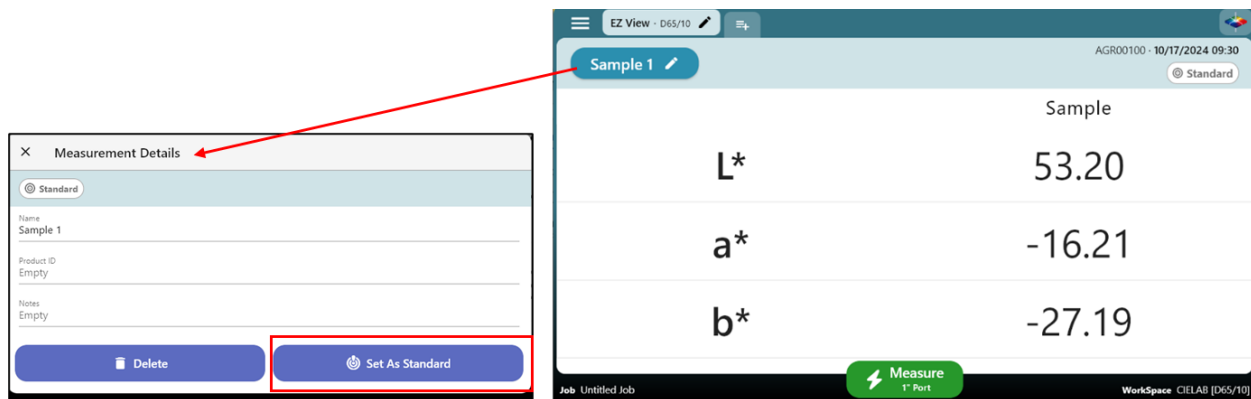 Measurement Details
Standard
Name
Sample 1
Product ID
Empty
Notes
Empty
Delete
Set As Standard
EZ View · D65/10
Sample 1
AGR00100 · 10/17/2024 09:30
Standard
Sample
L* 53.20
a* -16.21
b* -27.19
Measure
1" Port
Job Untitled Job
WorkSpace CIELAB [D65/10]